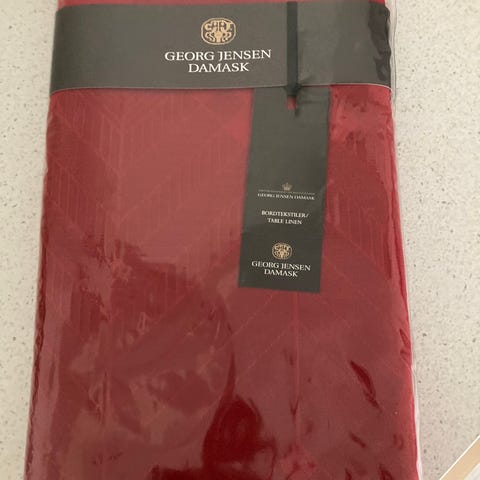 GEORG JENSEN
DAMASK
GEORG JENSEN DAMASK
BORDTEKSTILER/
TABLE LINEN
GEORG JENSEN
DAMASK